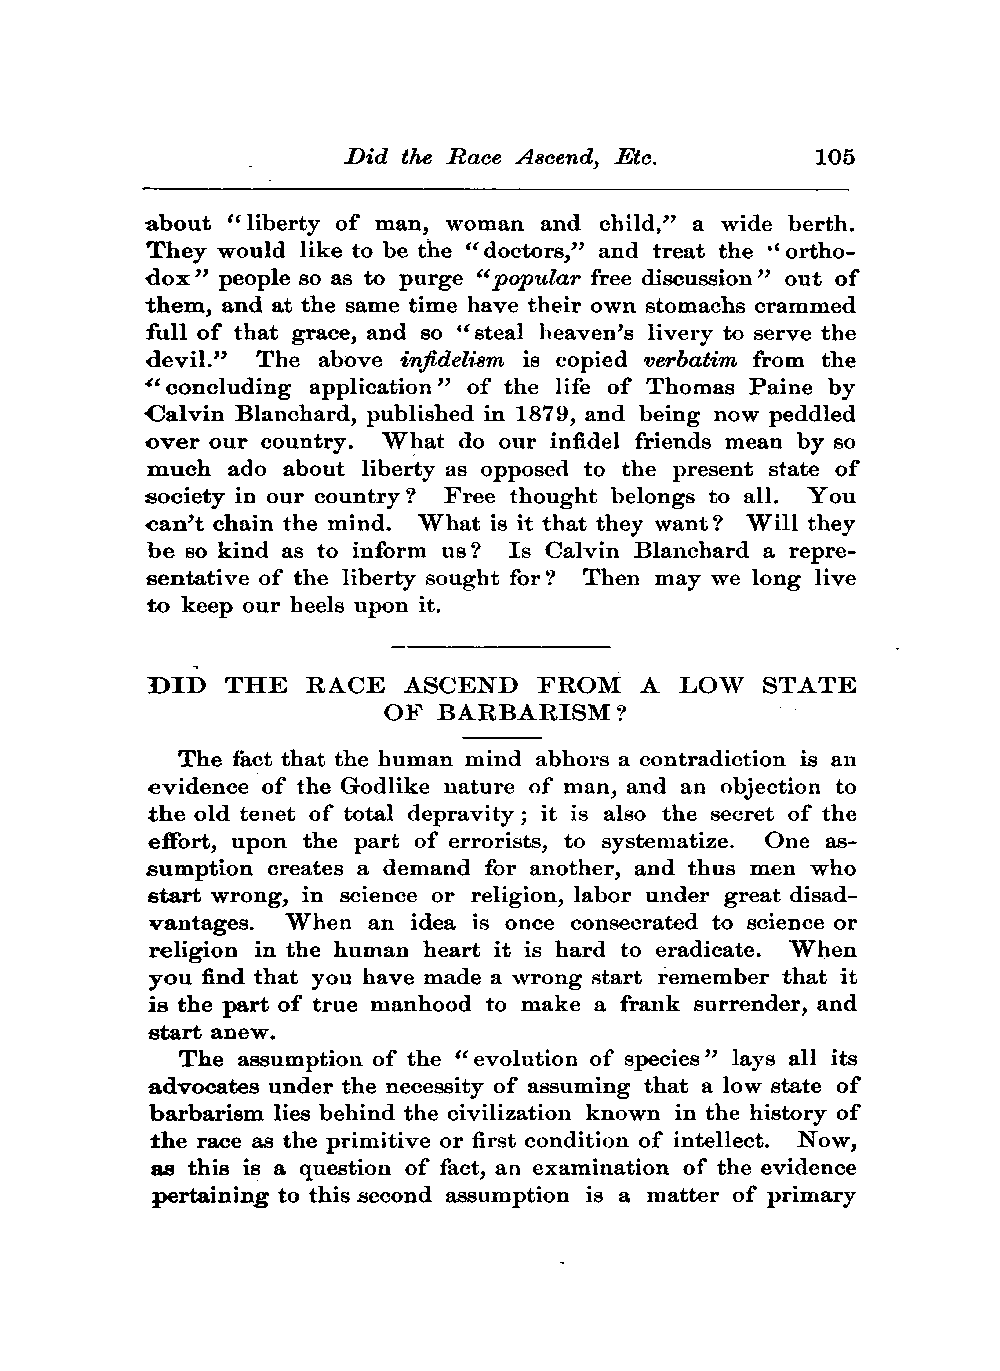 Did the Race Ascend, Etc. 105
about "liberty of man, woman and child," a wide berth.
They would like to be the "doctors," and treat the "ortho-
dox" people so as to purge "popular free discussion" out of
them, and at the same time have their own stomachs crammed
full of that grace, and so "steal heaven's livery to serve the
devil." The above infidelism is copied verbatim from the
"concluding application" of the life of Thomas Paine by
Calvin Blanchard, published in 1879, and being now peddled
over our country. What do our infidel friends mean by so
much ado about liberty as opposed to the present state of
society in our country? Free thought belongs to all. You
can't chain the mind. What is it that they want? Will they
be so kind as to inform us? Is Calvin Blanchard a repre-
sentative of the liberty sought for? Then may we long live
to keep our heels upon it.
DID THE RACE ASCEND FROM A LOW STATE
OF BARBARISM?
The fact that the human mind abhors a contradiction is an
evidence of the Godlike nature of man, and an objection to
the old tenet of total depravity; it is also the secret of the
effort, upon the part of errorists, to systematize. One as-
sumption creates a demand for another, and thus men who
start wrong, in science or religion, labor under great disad-
vantages. When an idea is once consecrated to science or
religion in the human heart it is hard to eradicate. When
you find that you have made a wrong start remember that it
is the part of true manhood to make a frank surrender, and
start anew.
The assumption of the "evolution of species" lays all its
advocates under the necessity of assuming that a low state of
barbarism lies behind the civilization known in the history of
the race as the primitive or first condition of intellect. Now,
as this is a question of fact, an examination of the evidence
pertaining to this second assumption is a matter of primary